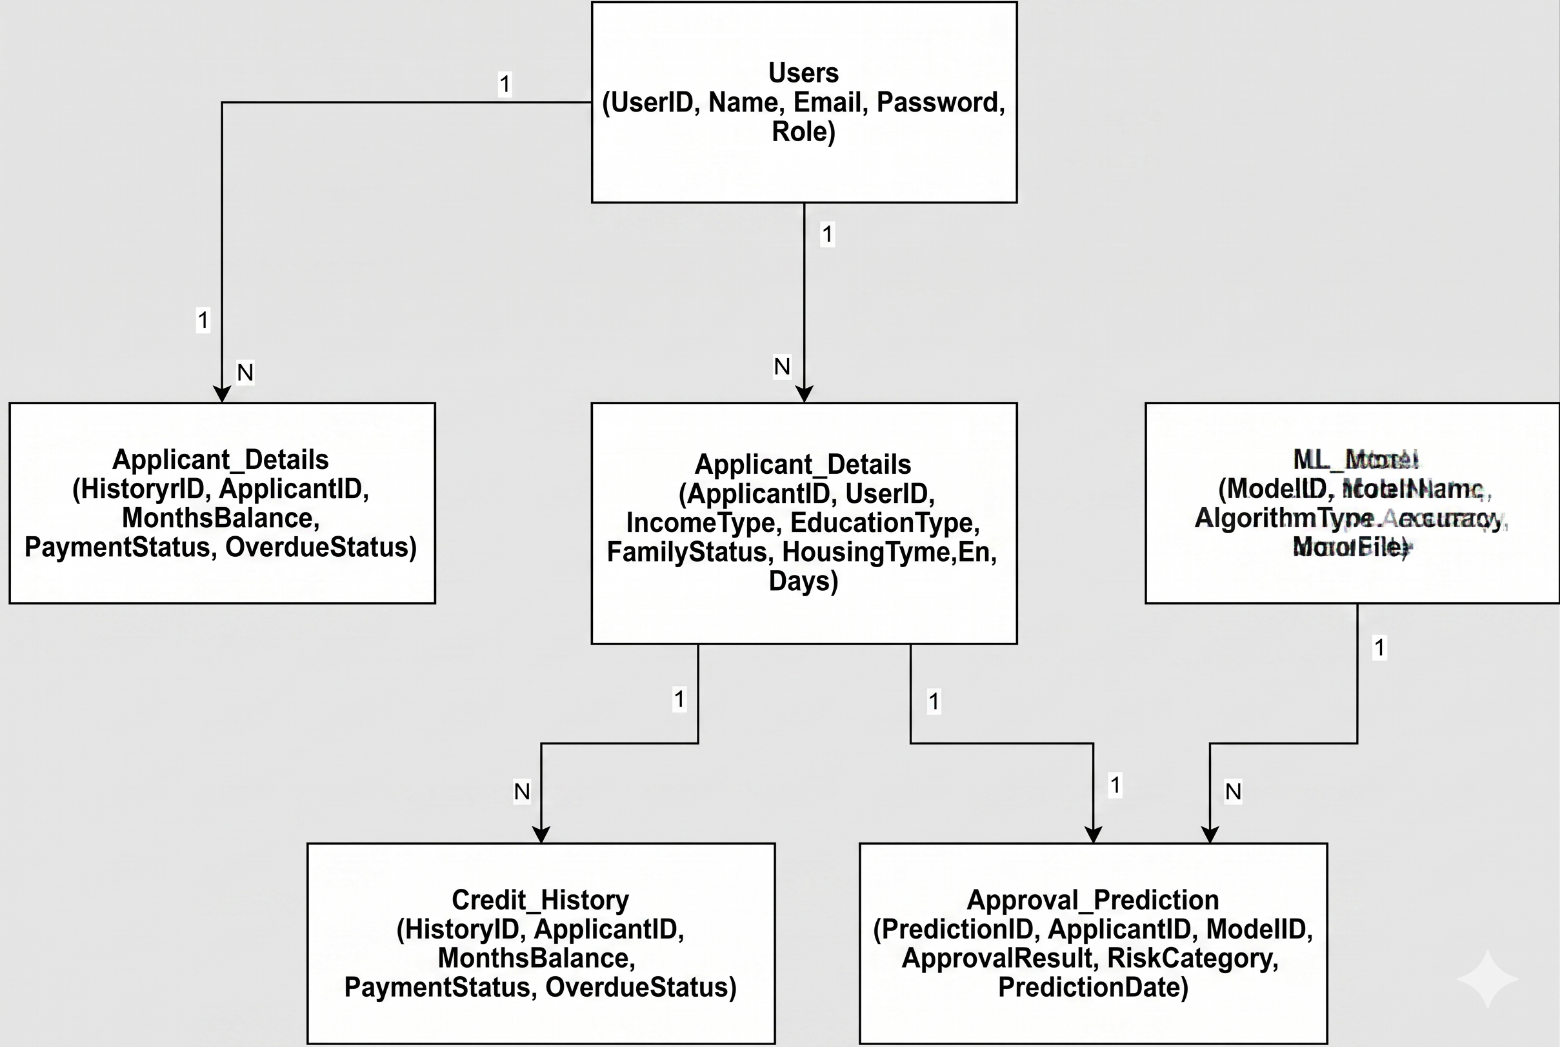 Users
(UserID, Name, Email, Password,
Role)
1
1
N
1
N
Applicant_Details
(HistoryrID, ApplicantID,
MonthsBalance,
PaymentStatus, OverdueStatus)
Applicant_Details
(ApplicantID, UserID,
IncomeType, EducationType,
FamilyStatus, HousingTyme,En,
Days)
(ModelID,
AlgorithmType.
1
N
1
1
1
N
Credit_History
(HistoryID, ApplicantID,
MonthsBalance,
PaymentStatus, OverdueStatus)
Approval_Prediction
(PredictionID, ApplicantID, ModelID,
ApprovalResult, RiskCategory,
PredictionDate)